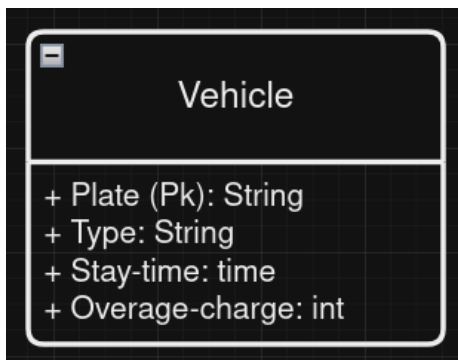 Vehicle
+ Plate (Pk): String
+ Type: String
+ Stay-time: time
+ Overage-charge: int